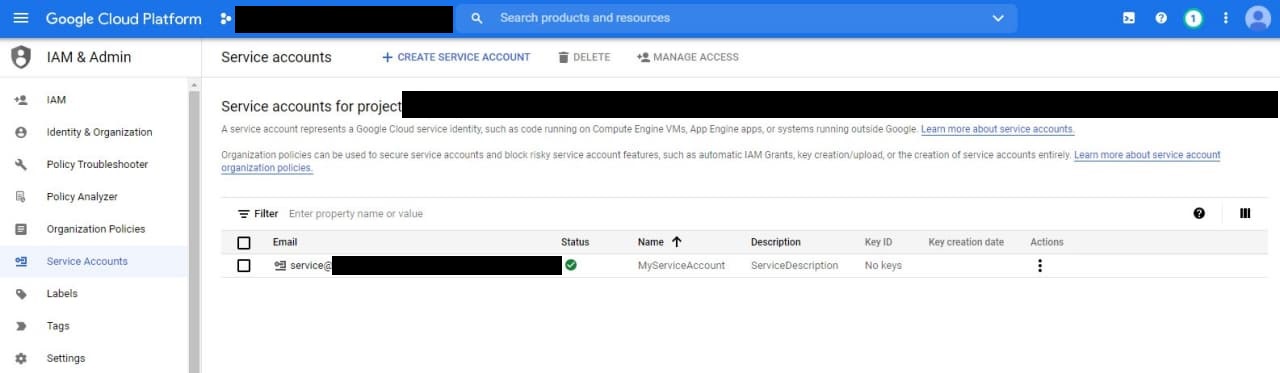 Google Cloud Platform
Search products and resources
1
IAM & Admin
Service accounts
+ CREATE SERVICE ACCOUNT
DELETE
MANAGE ACCESS
IAM
Identity & Organization
Policy Troubleshooter
Policy Analyzer
Organization Policies
Service Accounts
Labels
Tags
Settings
Service accounts for project
A service account represents a Google Cloud service identity, such as code running on Compute Engine VMs, App Engine apps, or systems running outside Google. Learn more about service accounts.
Organization policies can be used to secure service accounts and block risky service account features, such as automatic IAM Grants, key creation/upload, or the creation of service accounts entirely. Learn more about service account
organization policies.
Filter Enter property name or value
Email Status Name Description Key ID Key creation date Actions
service@ MyServiceAccount ServiceDescription No keys